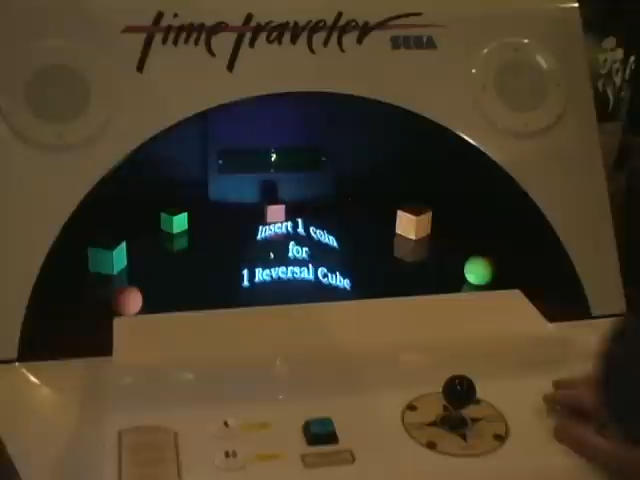 time traveler
SEGA
Insert 1 coin
for
1 Reversal Cube